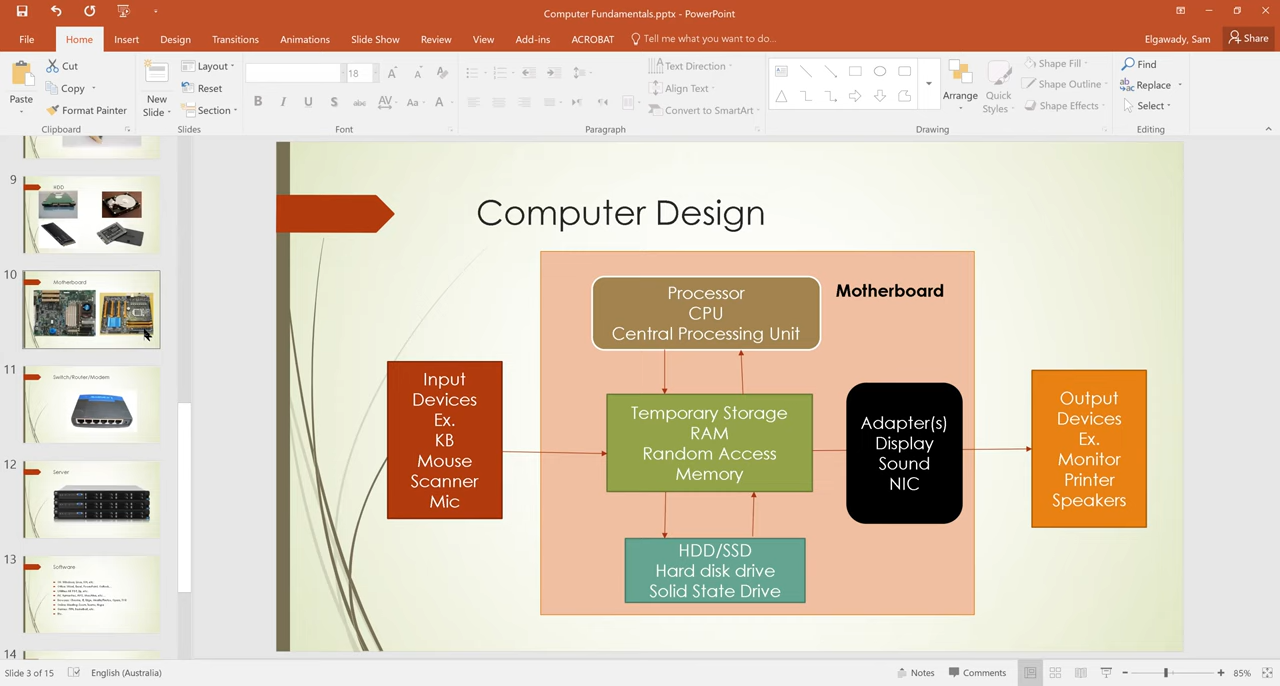 Computer Fundamentals.pptx - PowerPoint
File Home Insert Design Transitions Animations Slide Show Review View Add-ins ACROBAT Tell me what you want to do... Elgawady, Sam Share
Paste
Cut
Copy
Format Painter
Clipboard
New
Slide
Layout
Reset
Section
Slides
18
B I U S abc AV Aa A
Font
Text Direction
Align Text
Convert to SmartArt
Paragraph
Arrange
Quick
Styles
Shape Fill
Shape Outline
Shape Effects
Drawing
Find
Replace
Select
Editing
9
HDD
10
Motherboard
11
Switch/Router/Modem
12
Server
13
Software
14
Computer Design
Motherboard
Processor
CPU
Central Processing Unit
Input
Devices
Ex.
KB
Mouse
Scanner
Mic
Temporary Storage
RAM
Random Access
Memory
Adapter(s)
Display
Sound
NIC
Output
Devices
Ex.
Monitor
Printer
Speakers
HDD/SSD
Hard disk drive
Solid State Drive
Slide 3 of 15 English (Australia) Notes Comments 85%